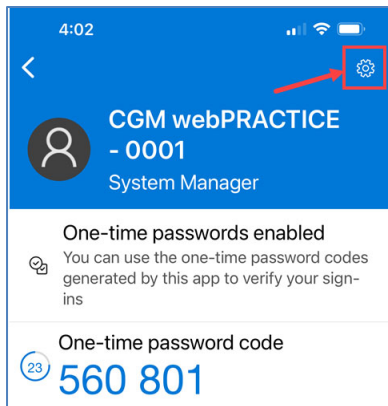 4:02
CGM webPRACTICE
- 0001
System Manager
One-time passwords enabled
You can use the one-time password codes
generated by this app to verify your sign-
ins
One-time password code
23
560 801